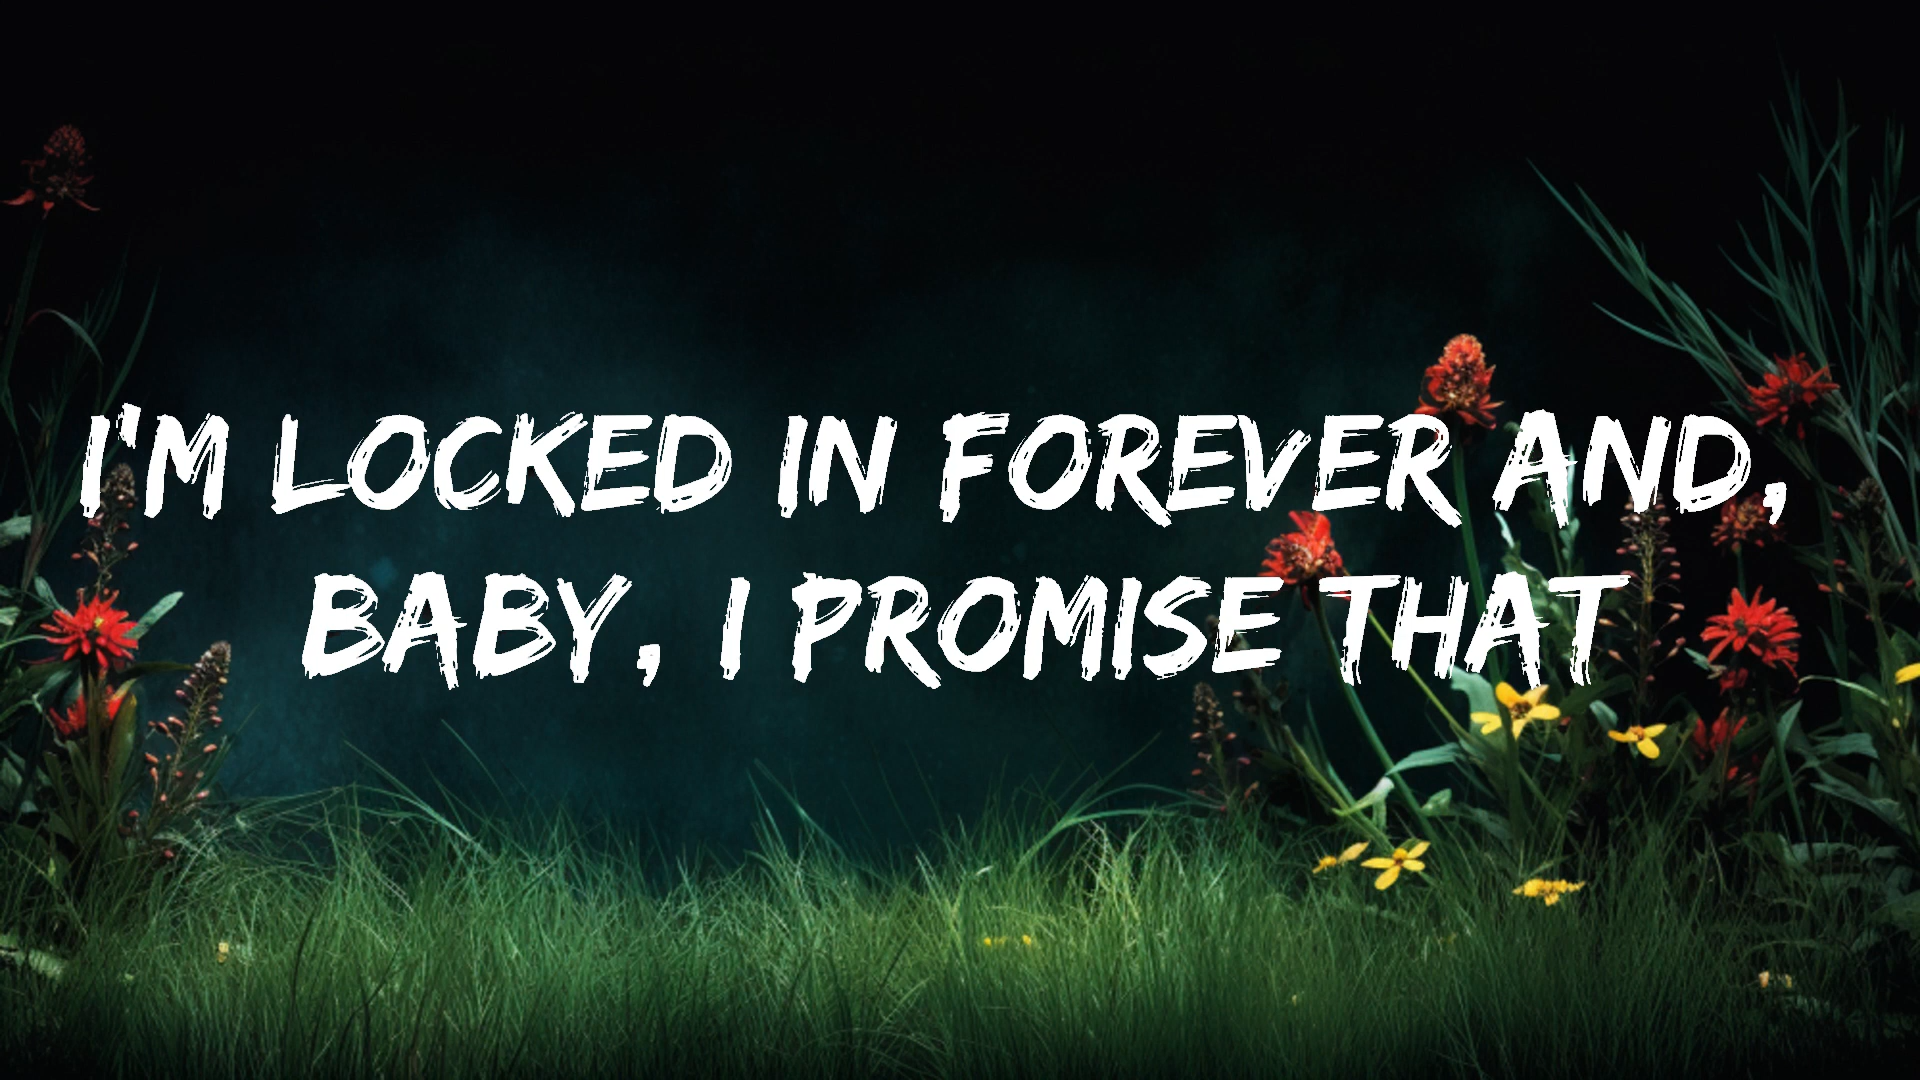 I'M LOCKED IN FOREVER AND,
BABY, I PROMISE THAT